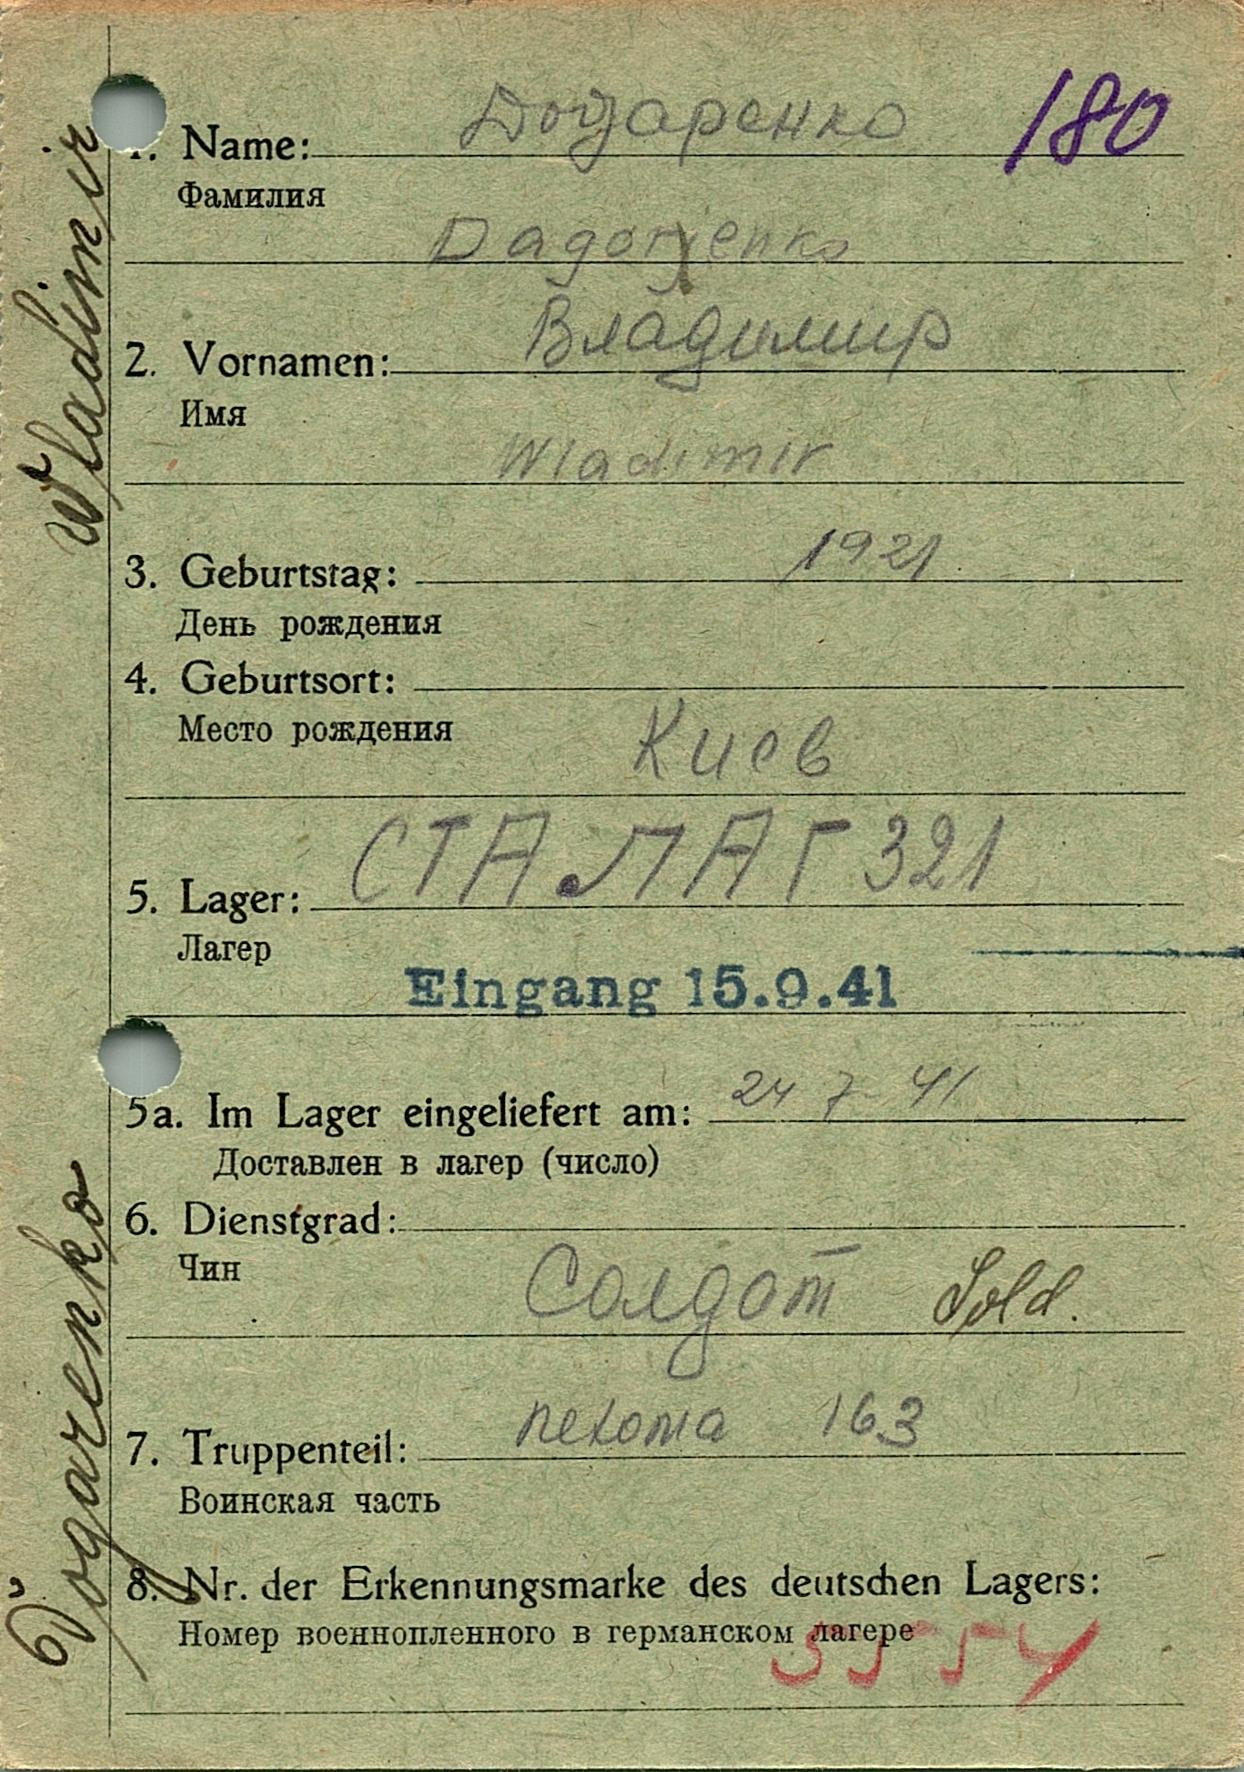 1. Name: 180
Фамилия
2. Vornamen: Владимир
Имя
Wladimir
3. Geburtstag: 1921
День рождения
4. Geburtsort:
Место рождения
Киев
5. Lager: СТАЛАГ 321
Лагер
Eingang 15.9.41
5a. Im Lager eingeliefert am: 24 7 41
Доставлен в лагер (число)
6. Dienstgrad:
Чин
Солдат Sold.
7. Truppenteil: пехота 163
Воинская часть
8. Nr. der Erkennungsmarke des deutschen Lagers:
Номер военнопленного в германском лагере
5554
Wladimir